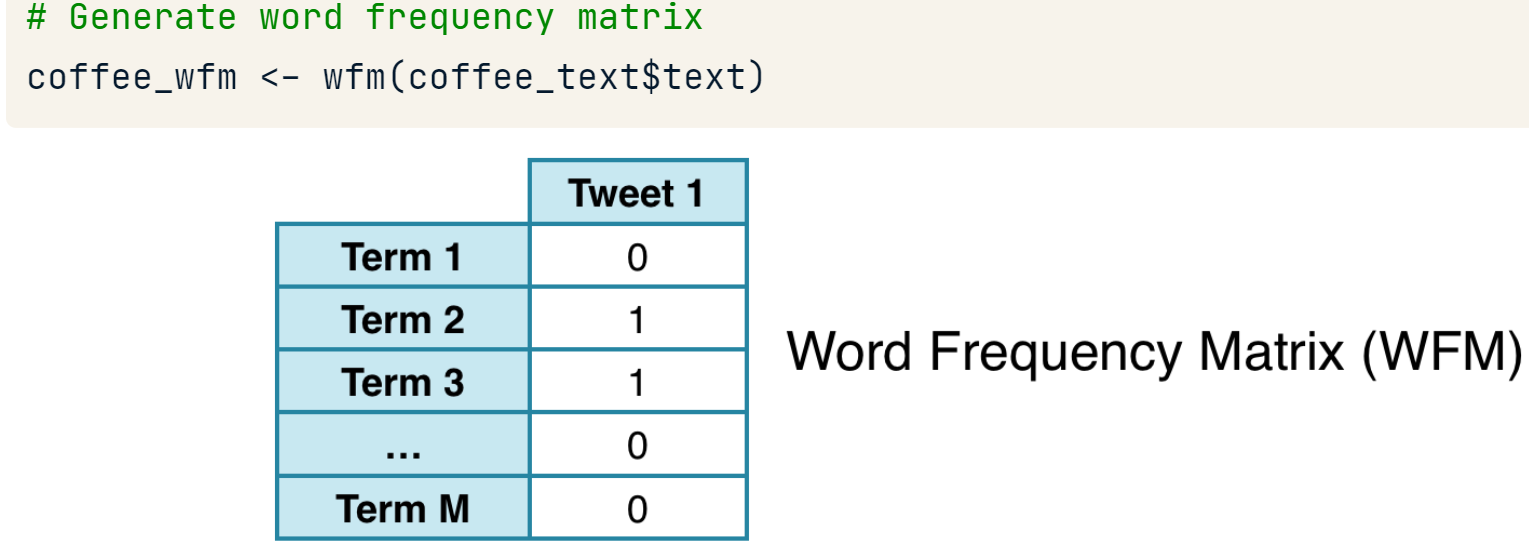 # Generate word frequency matrix
coffee_wfm <- wfm(coffee_text$text)
Tweet 1
Term 1 0
Term 2 1
Term 3 1
... 0
Term M 0
Word Frequency Matrix (WFM)